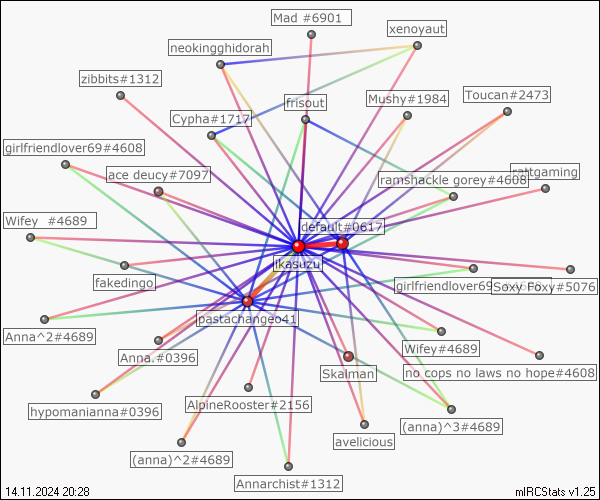 Mad #6901
xenoyaut
neokingghidorah
zibbits#1312
frisout
Mushy#1984
Toucan#2473
Cypha#1717
girlfriendlover69#4608
ace deucy#7097
ramshackle gorey#4608
rattgaming
Wifey  #4689
default#0617
ikasuzu
fakedingo
girlfriendlover69
Soxy Foxy#5076
pastachangeo41
Anna^2#4689
Anna.#0396
Wifey#4689
Skalman
no cops no laws no hope#4608
hypomanianna#0396
AlpineRooster#2156
(anna)^3#4689
avelicious
(anna)^2#4689
Annarchist#1312
14.11.2024 20:28
mIRCStats v1.25